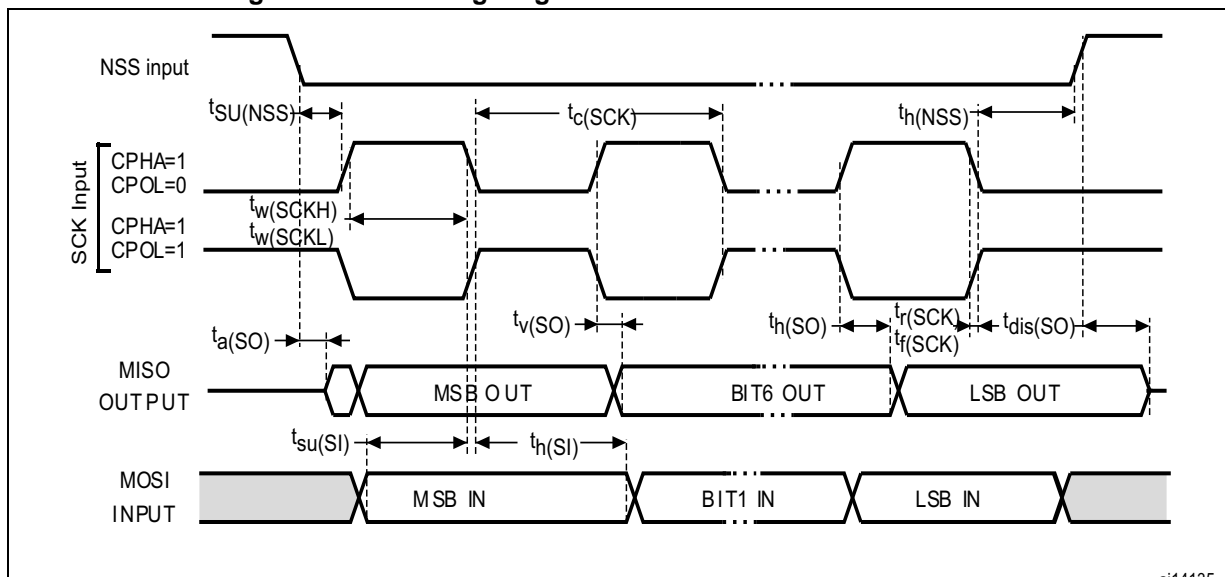 NSS input
tSU(NSS)
tc(SCK)
th(NSS)
SCK Input
CPHA=1
CPOL=0
tw(SCKH)
CPHA=1
tw(SCKL)
CPOL=1
ta(SO)
tv(SO)
th(SO)
tr(SCK)
tf(SCK)
tdis(SO)
MISO
OUTPUT
MSB OUT
BIT6 OUT
LSB OUT
tsu(SI)
th(SI)
MOSI
INPUT
MSB IN
BIT1 IN
LSB IN